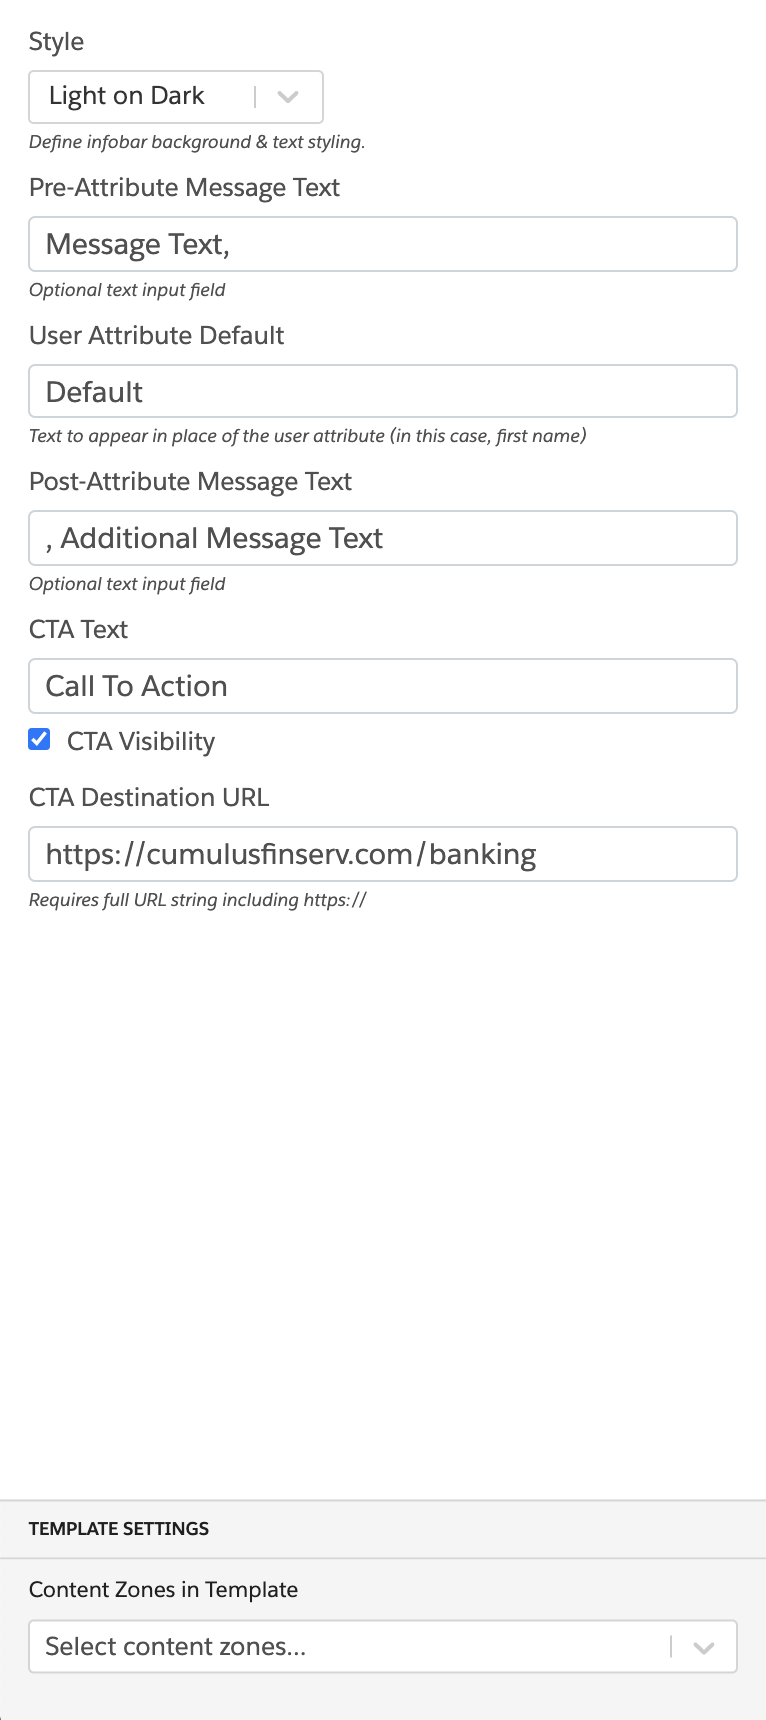 Style
Light on Dark
Define infobar background & text styling.
Pre-Attribute Message Text
Message Text,
Optional text input field
User Attribute Default
Default
Text to appear in place of the user attribute (in this case, first name)
Post-Attribute Message Text
, Additional Message Text
Optional text input field
CTA Text
Call To Action
CTA Visibility
CTA Destination URL
https://cumulusfinserv.com/banking
Requires full URL string including https://
TEMPLATE SETTINGS
Content Zones in Template
Select content zones...